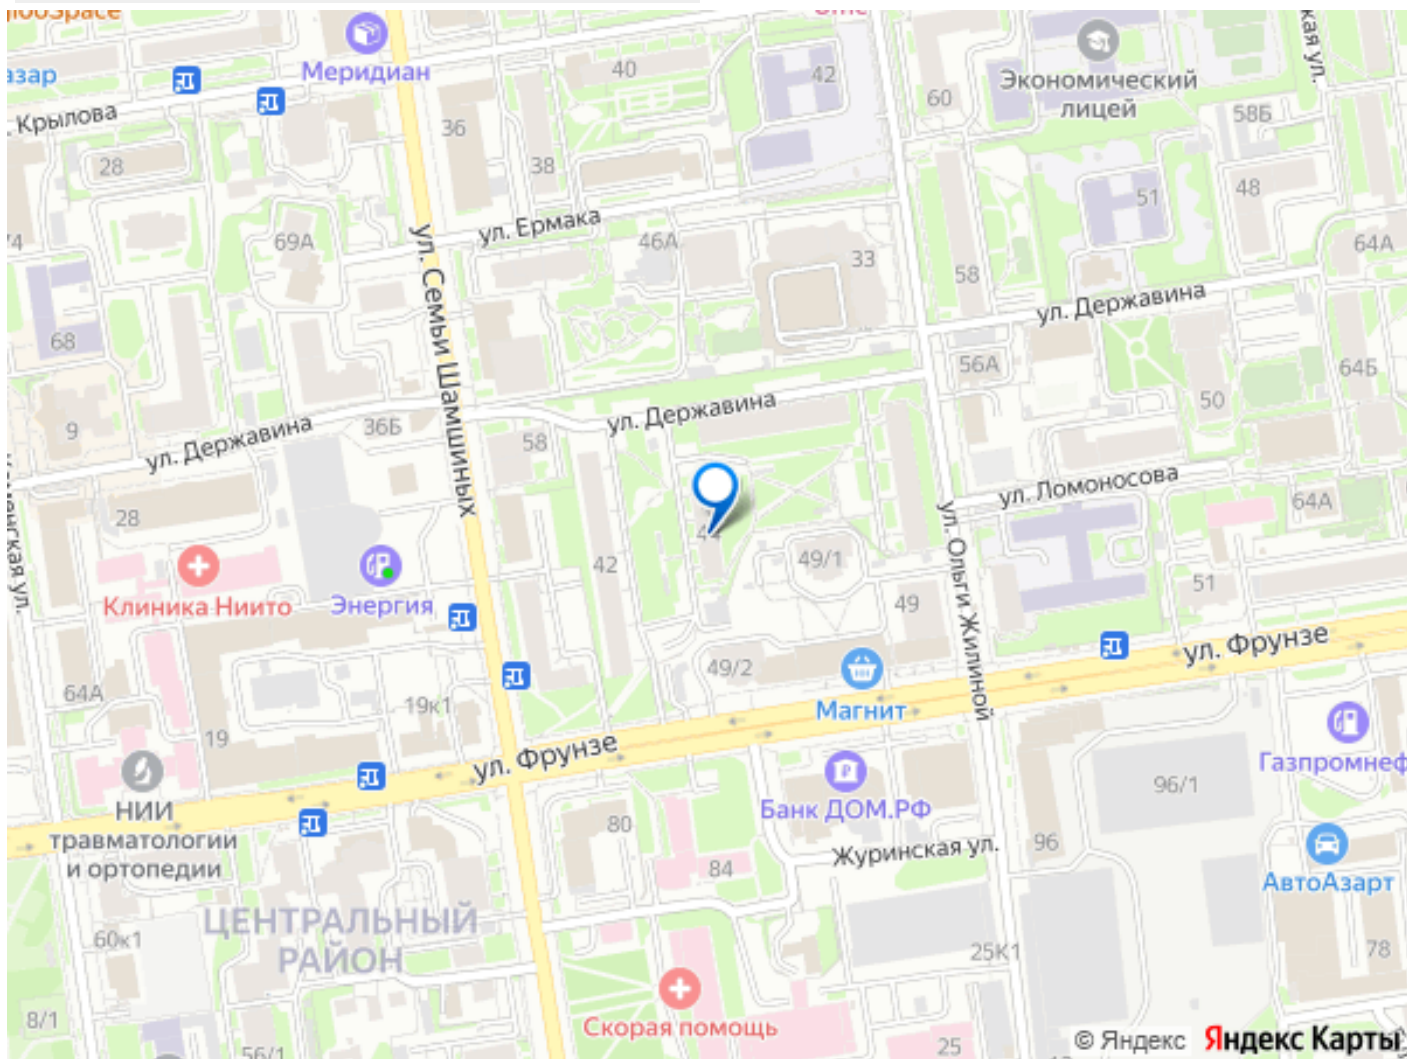 Меридиан
40
42
60
Экономический
лицей
58Б
азар
ул.
Крылова
36
28
38
51
48
ул. Ермака
46А
33
64А
69А
58
ул. Державина
68
ул. Семьи Шамшиных
56А
64Б
50
9
36Б
58
ул. Державина
ул. Державина
ул. Ломоносова
64А
28
42
49/1
51
49
Клиника Ниито
Энергия
ул. Ольги Жилиной
ул. Фрунзе
64А
19к1
49/2
Магнит
19
ул. Фрунзе
Газпромнеф
Банк ДОМ.РФ
96/1
НИИ
травматологии
и ортопедии
80
84
Журинская ул.
96
АвтоАзарт
ЦЕНТРАЛЬНЫЙ
РАЙОН
60к1
25К1
78
8/1
56/1
Скорая помощь
25
© Яндекс Яндекс Карты